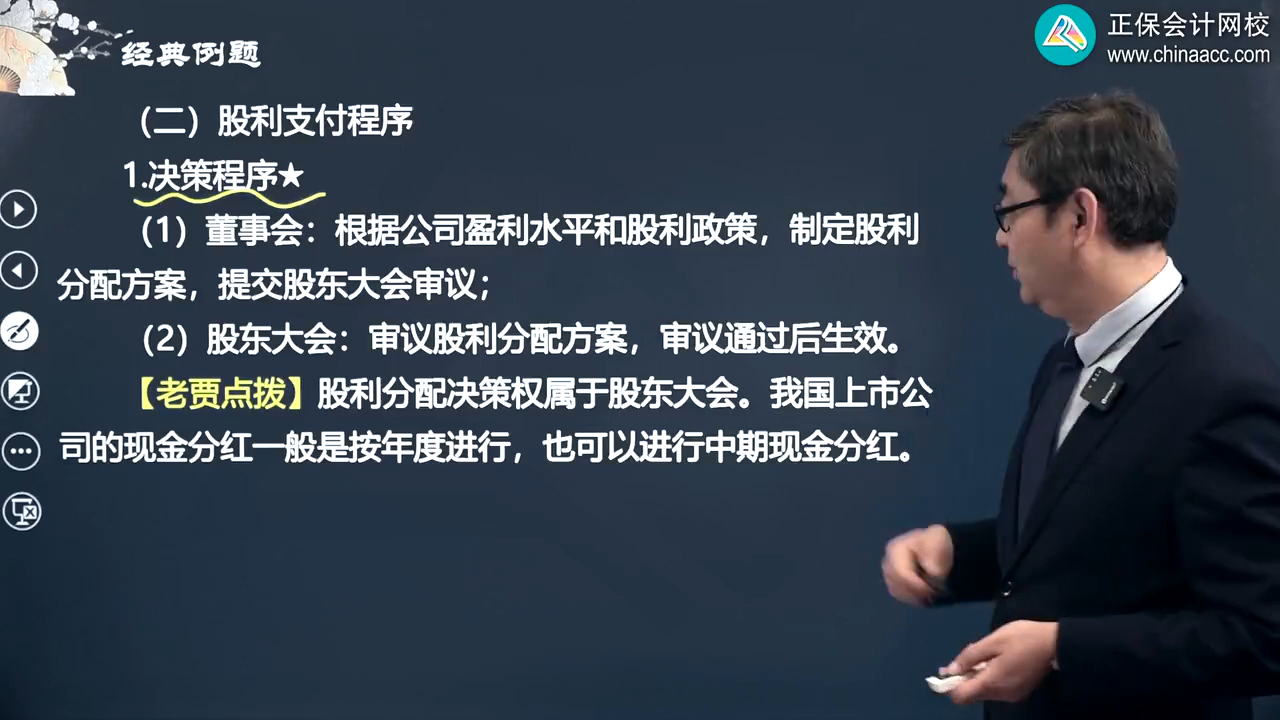 经典例题
正保会计网校
www.chinaacc.com
（二）股利支付程序
1.决策程序★
（1）董事会：根据公司盈利水平和股利政策，制定股利
分配方案，提交股东大会审议；
（2）股东大会：审议股利分配方案，审议通过后生效。
【老贾点拨】股利分配决策权属于股东大会。我国上市公
司的现金分红一般是按年度进行，也可以进行中期现金分红。